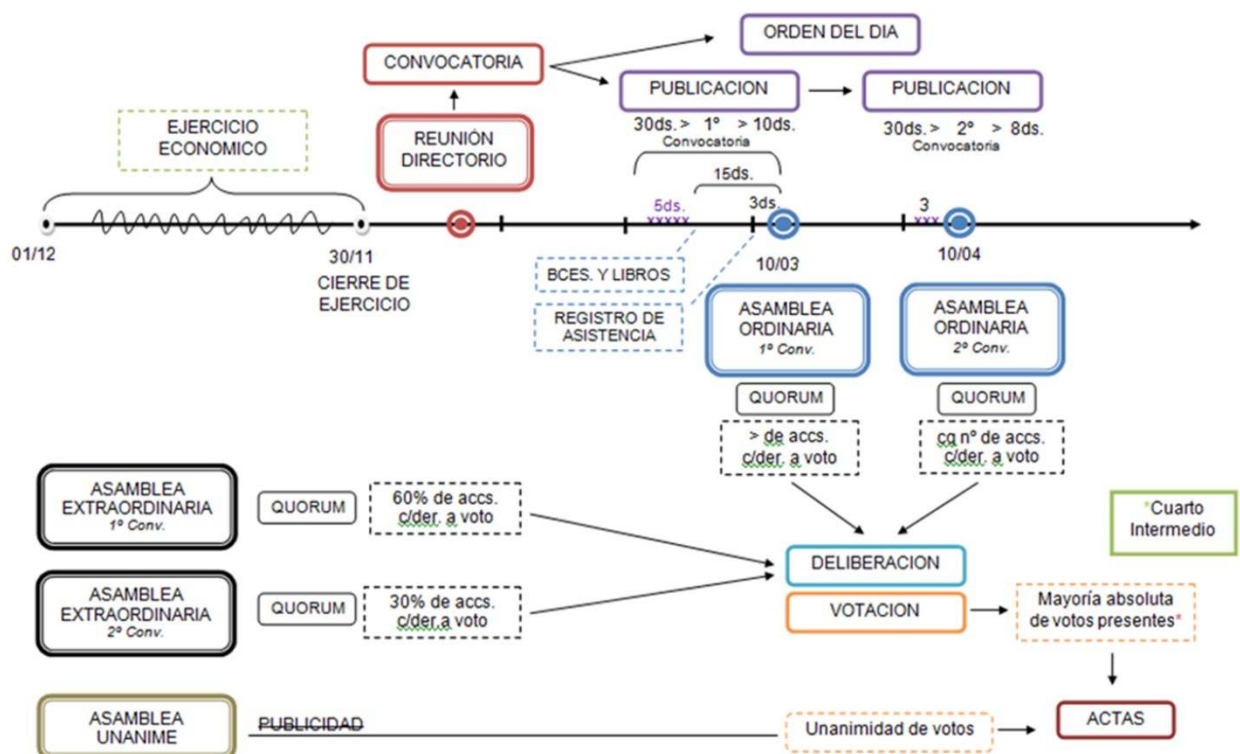 ORDEN DEL DIA
CONVOCATORIA
PUBLICACION
PUBLICACION
EJERCICIO
ECONOMICO
REUNIÓN
DIRECTORIO
30ds. > 1º > 10ds.
Convocatoria
30ds. > 2º > 8ds.
Convocatoria
15ds.
5ds.
xxxxx
3ds.
3
xxx
01/12
30/11
CIERRE DE
EJERCICIO
BCES. Y LIBROS
REGISTRO DE
ASISTENCIA
10/03
10/04
ASAMBLEA
ORDINARIA
1º Conv.
ASAMBLEA
ORDINARIA
2º Conv.
QUORUM
QUORUM
> de accs.
c/der. a voto
cq nº de accs.
c/der. a voto
ASAMBLEA
EXTRAORDINARIA
1º Conv.
QUORUM
60% de accs.
c/der. a voto
*Cuarto
Intermedio
DELIBERACION
ASAMBLEA
EXTRAORDINARIA
2º Conv.
QUORUM
30% de accs.
c/der.a voto
VOTACION
Mayoría absoluta
de votos presentes*
ASAMBLEA
UNANIME
PUBLICIDAD
Unanimidad de votos
ACTAS